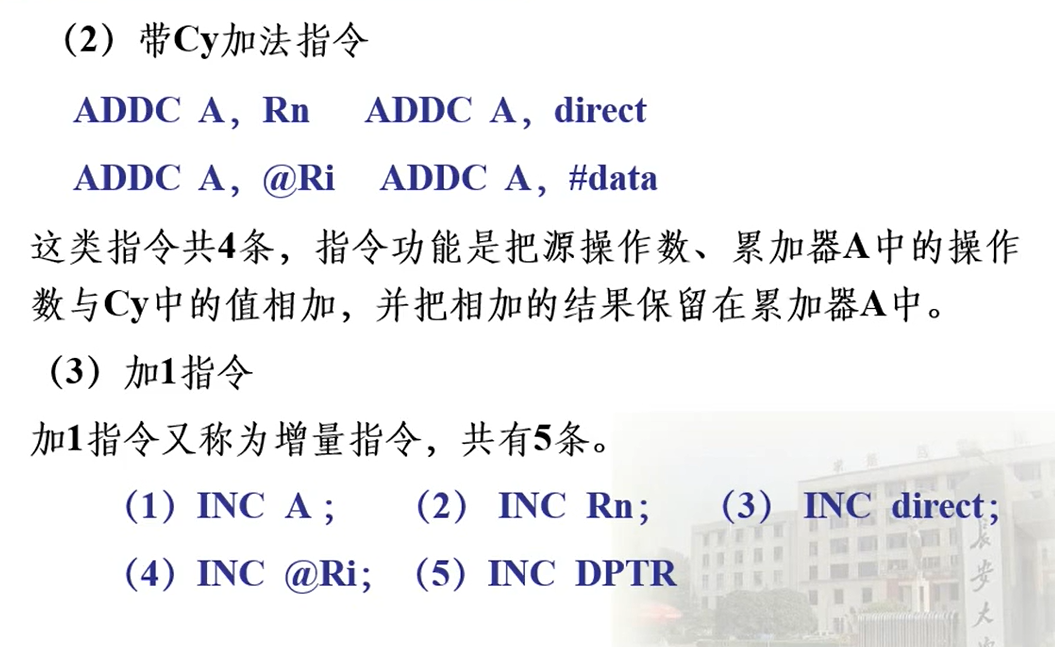 （2）带Cy加法指令
ADDC A，Rn ADDC A，direct
ADDC A，@Ri ADDC A，#data
这类指令共4条，指令功能是把源操作数、累加器A中的操作
数与Cy中的值相加，并把相加的结果保留在累加器A中。
（3）加1指令
加1指令又称为增量指令，共有5条。
（1）INC A； （2） INC Rn； （3） INC direct；
（4）INC @Ri； （5）INC DPTR
长安大